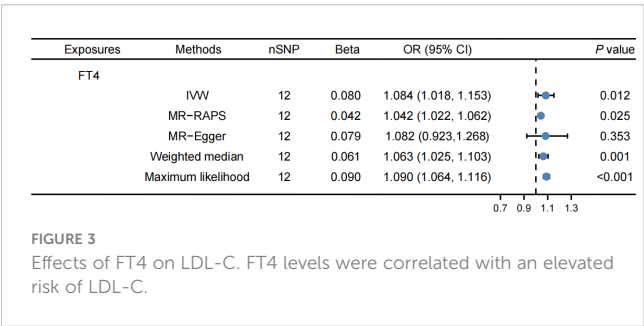 Exposures Methods nSNP Beta OR (95% CI) P value
FT4
IVW 12 0.080 1.084 (1.018, 1.153) 0.012
MR−RAPS 12 0.042 1.042 (1.022, 1.062) 0.025
MR−Egger 12 0.079 1.082 (0.923,1.268) 0.353
Weighted median 12 0.061 1.063 (1.025, 1.103) 0.001
Maximum likelihood 12 0.090 1.090 (1.064, 1.116) <0.001
0.7 0.9 1.1 1.3
FIGURE 3
Effects of FT4 on LDL-C. FT4 levels were correlated with an elevated
risk of LDL-C.